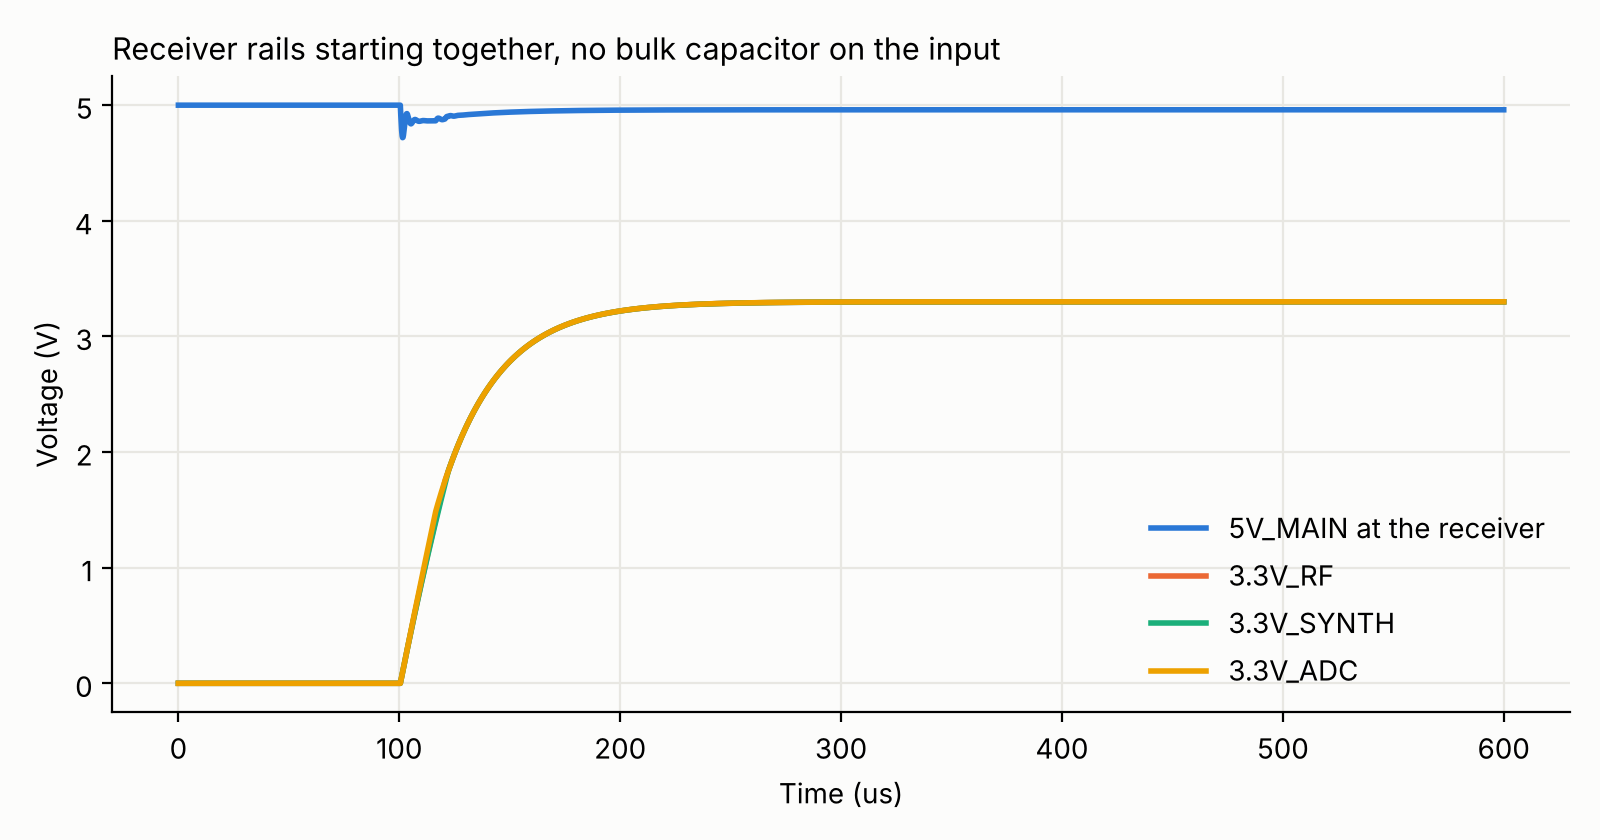 Receiver rails starting together, no bulk capacitor on the input
5
4
3
2
1
0
Voltage (V)
5V_MAIN at the receiver
3.3V_RF
3.3V_SYNTH
3.3V_ADC
0 100 200 300 400 500 600
Time (us)